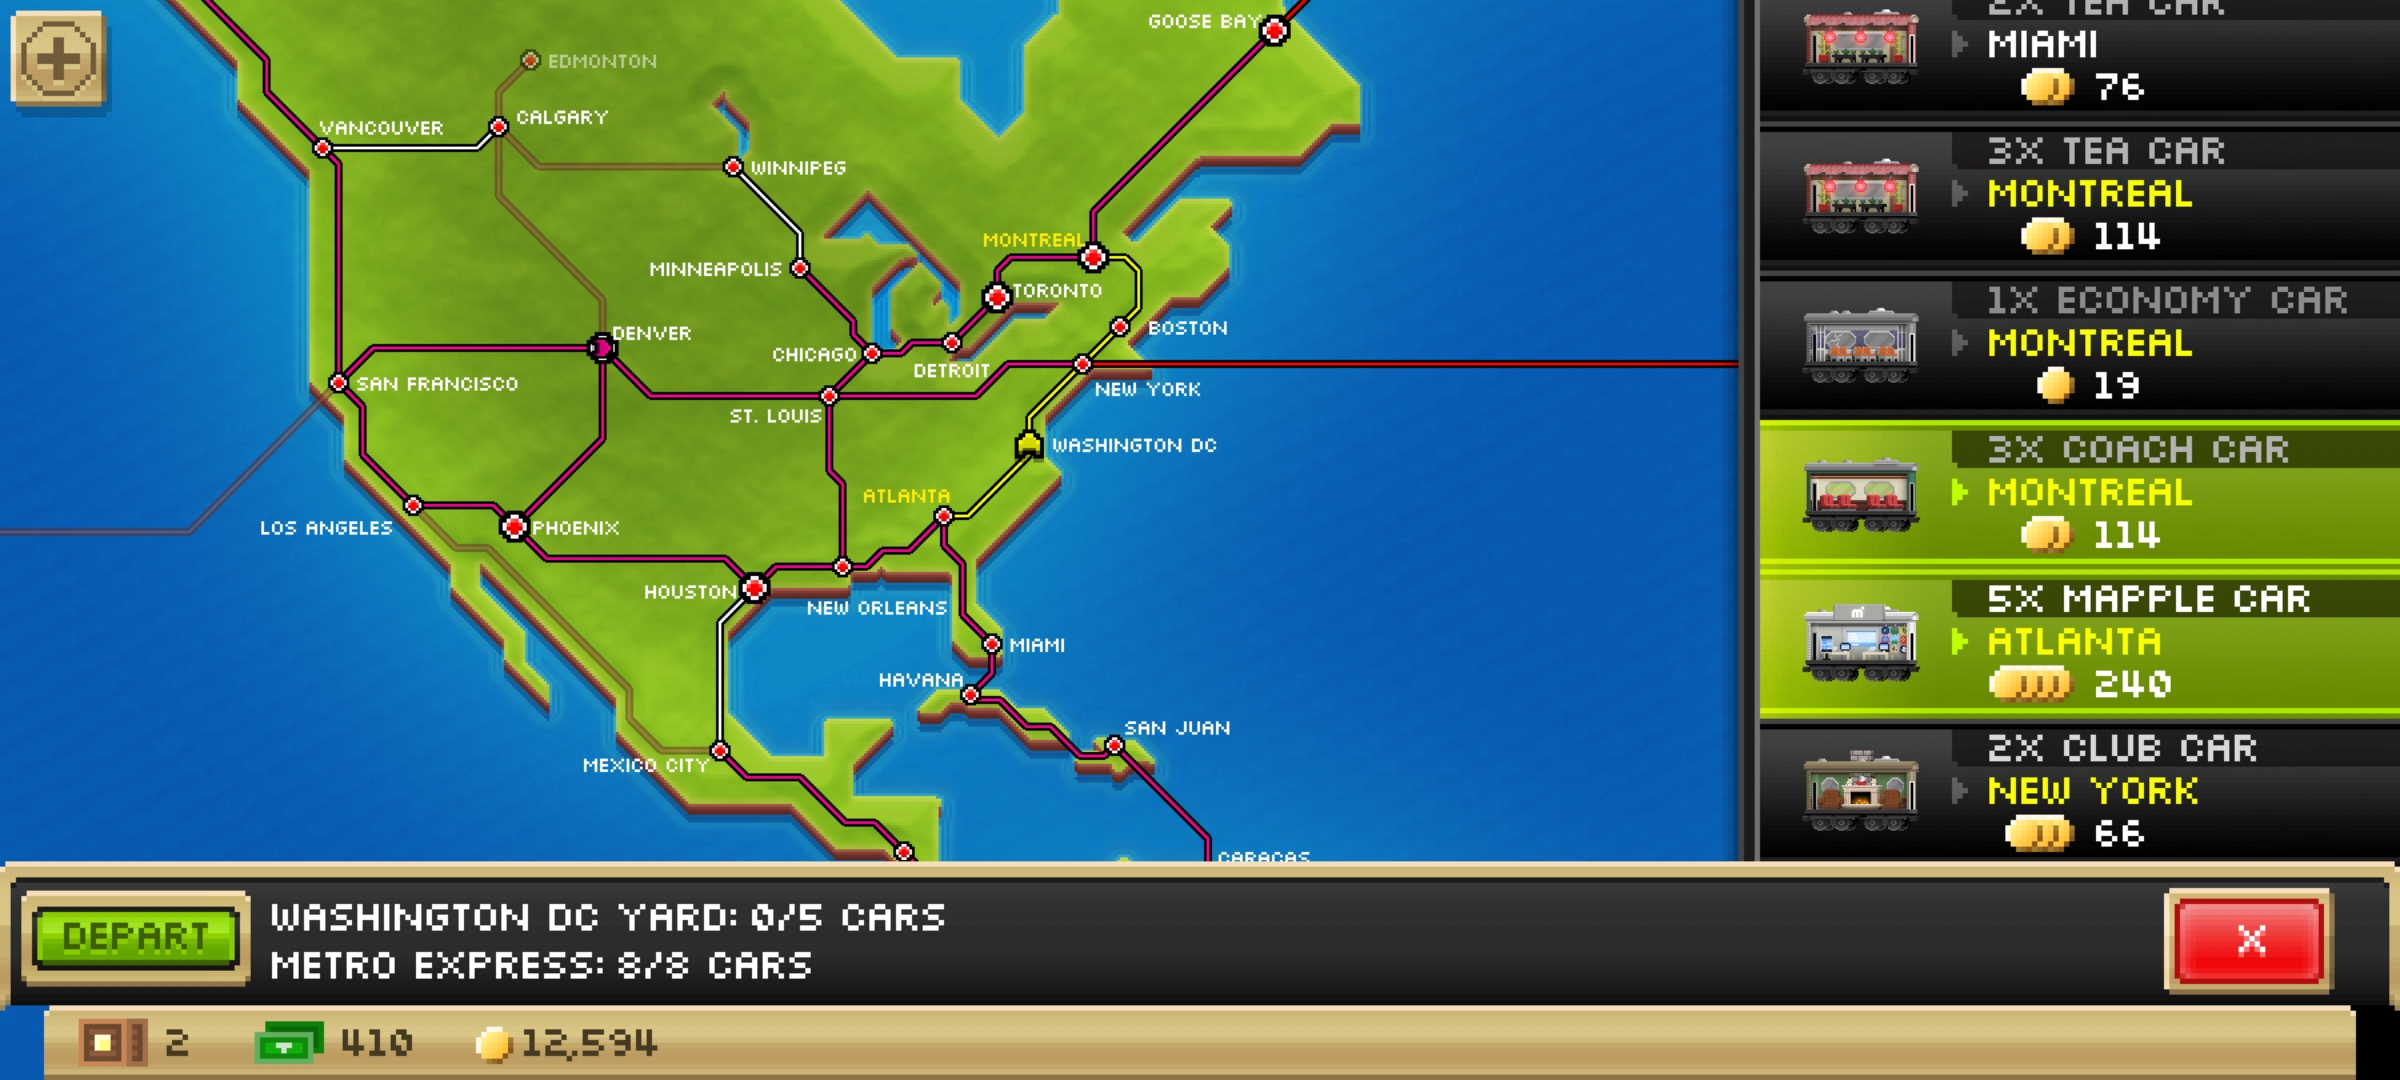 GOOSE BAY
EDMONTON
CALGARY
VANCOUVER
WINNIPEG
MONTREAL
MINNEAPOLIS
TORONTO
BOSTON
DENVER
CHICAGO
DETROIT
SAN FRANCISCO
NEW YORK
ST. LOUIS
WASHINGTON DC
ATLANTA
LOS ANGELES
PHOENIX
HOUSTON
NEW ORLEANS
MIAMI
HAVANA
SAN JUAN
MEXICO CITY
CARACAS
2X TEA CAR
MIAMI
76
3X TEA CAR
MONTREAL
114
1X ECONOMY CAR
MONTREAL
19
3X COACH CAR
MONTREAL
114
5X MAPPLE CAR
ATLANTA
240
2X CLUB CAR
NEW YORK
66
DEPART
WASHINGTON DC YARD: 0/5 CARS
METRO EXPRESS: 8/8 CARS
X
2
410
12,594